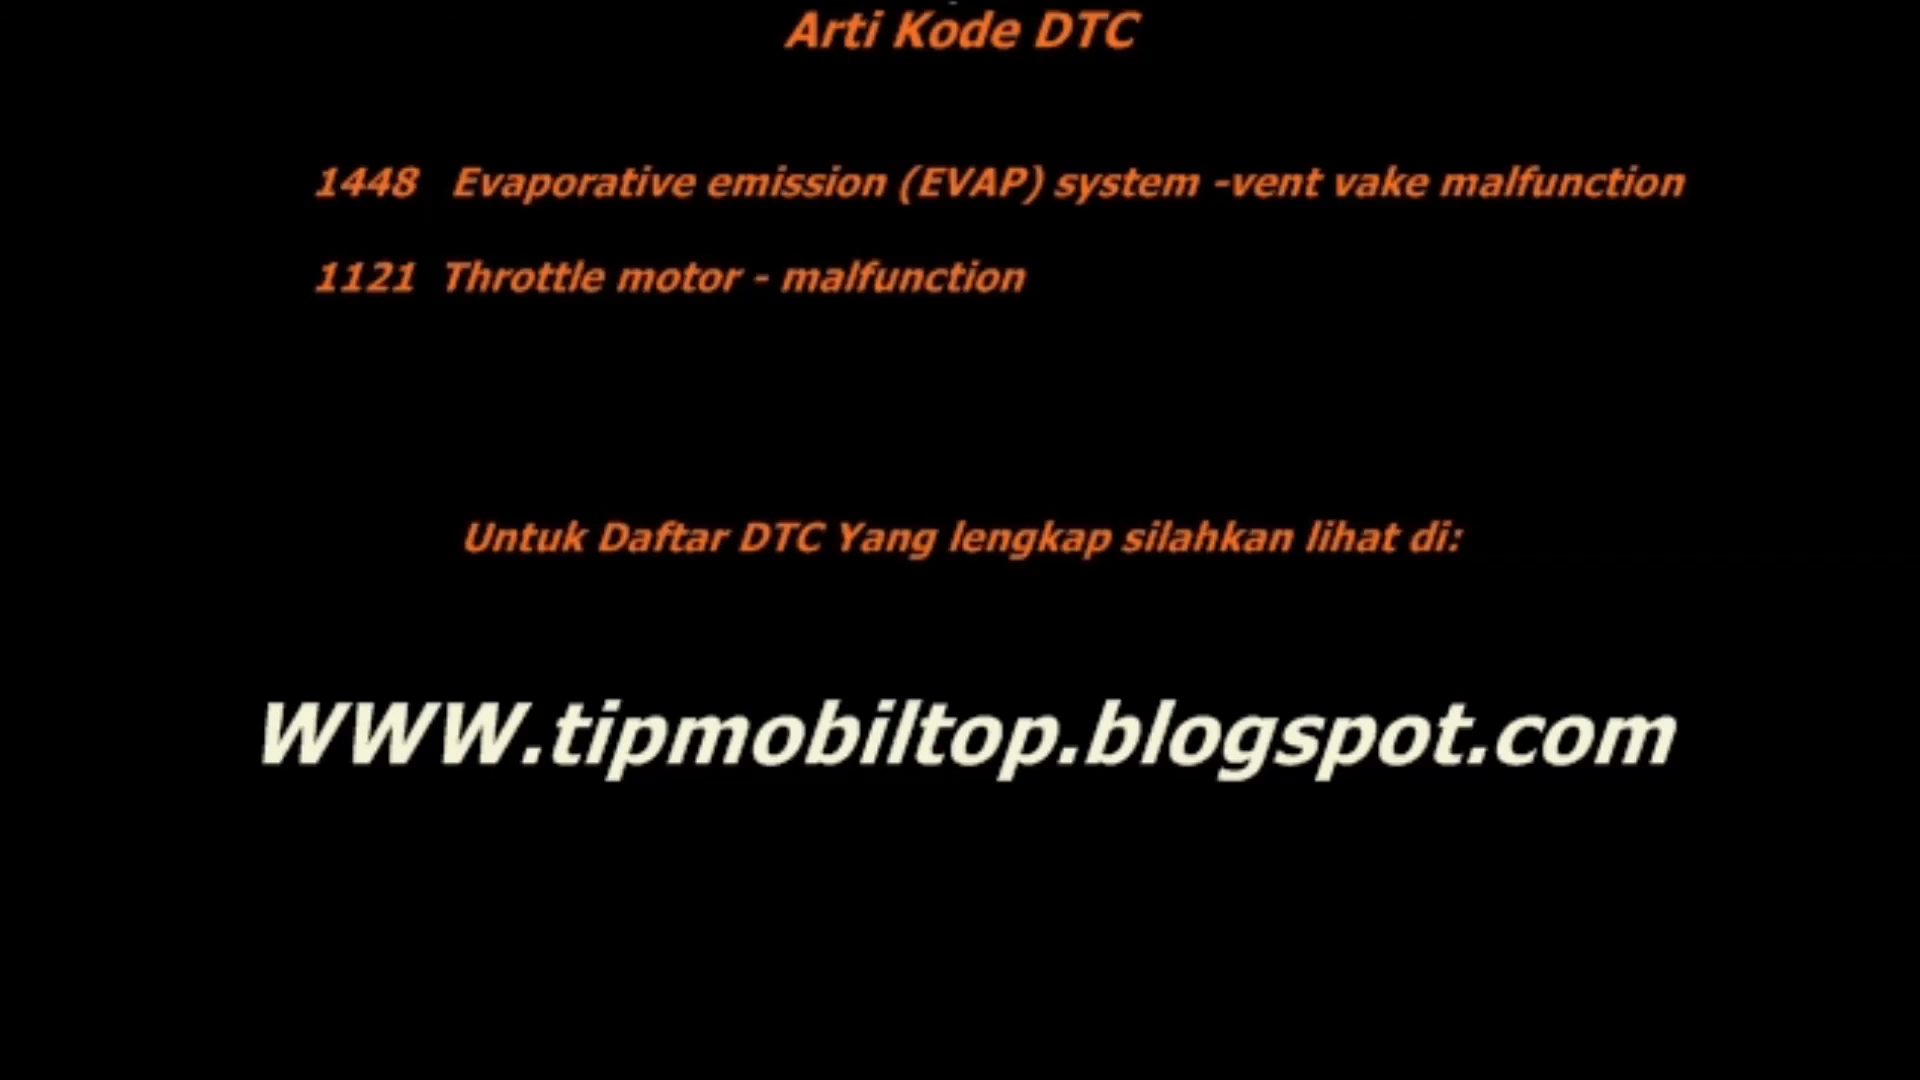 Arti Kode DTC
1448 Evaporative emission (EVAP) system -vent vake malfunction
1121 Throttle motor - malfunction
Untuk Daftar DTC Yang lengkap silahkan lihat di:
WWW.tipmobiltop.blogspot.com